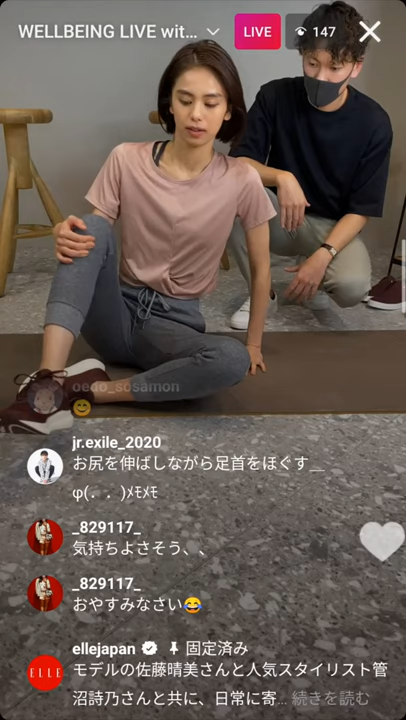 WELLBEING LIVE wit...
LIVE
147
oedo_sosamon
jr.exile_2020
お尻を伸ばしながら足首をほぐす＿
φ(．．)ﾒﾓﾒﾓ
_829117_
気持ちよさそう、、
_829117_
おやすみなさい😂
ellejapan 固定済み
ELLE
モデルの佐藤晴美さんと人気スタイリスト管
沼詩乃さんと共に、日常に寄... 続きを読む